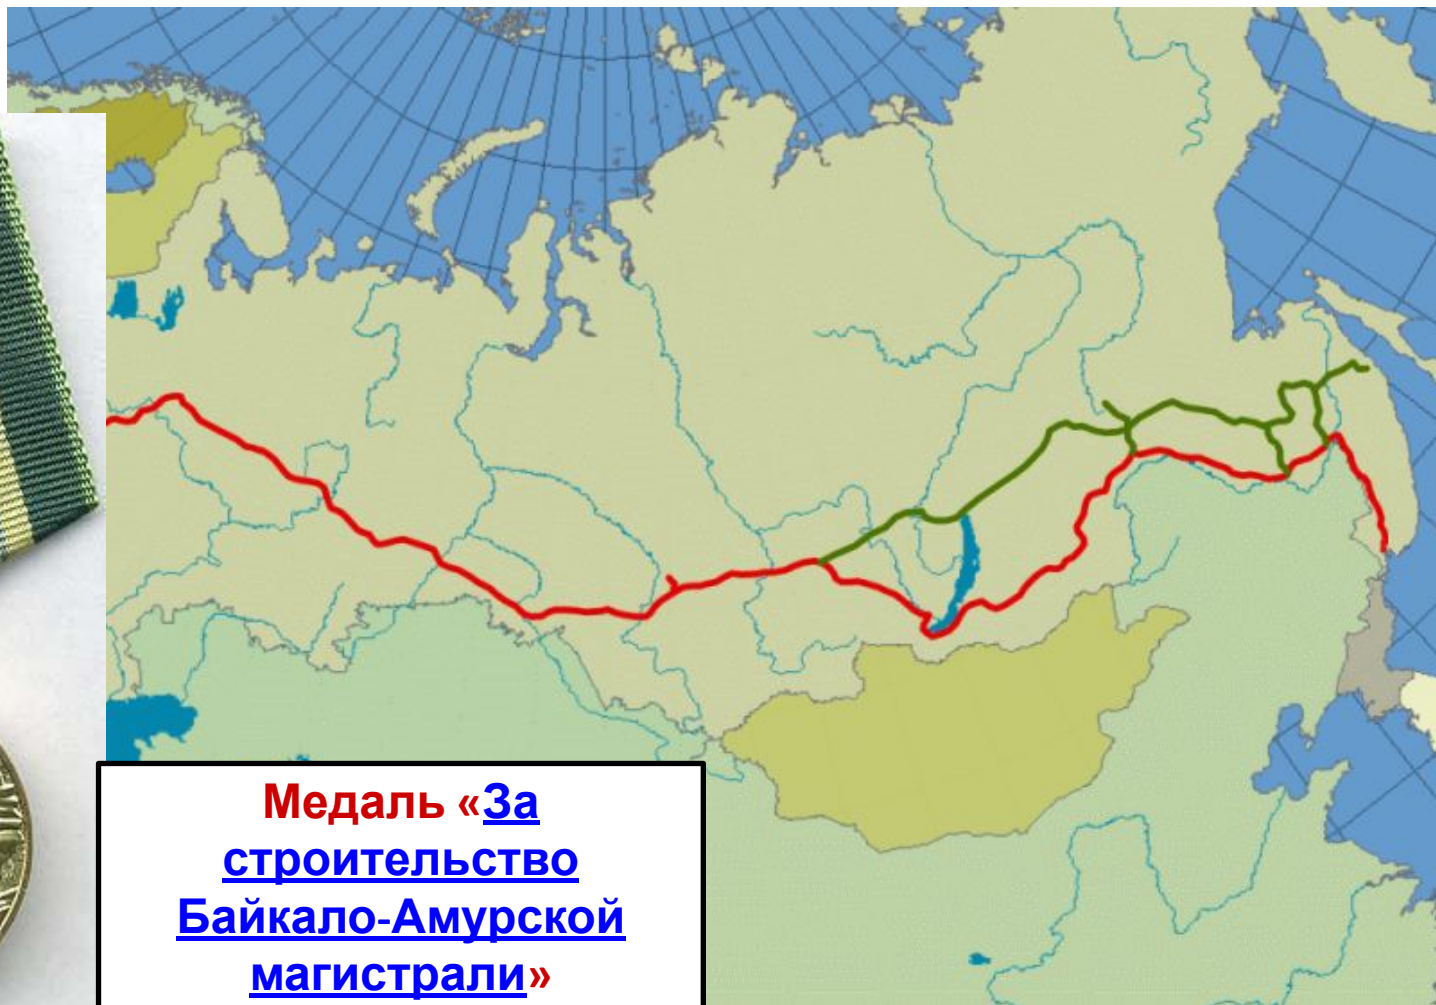 Медаль «За
строительство
Байкало-Амурской
магистрали»